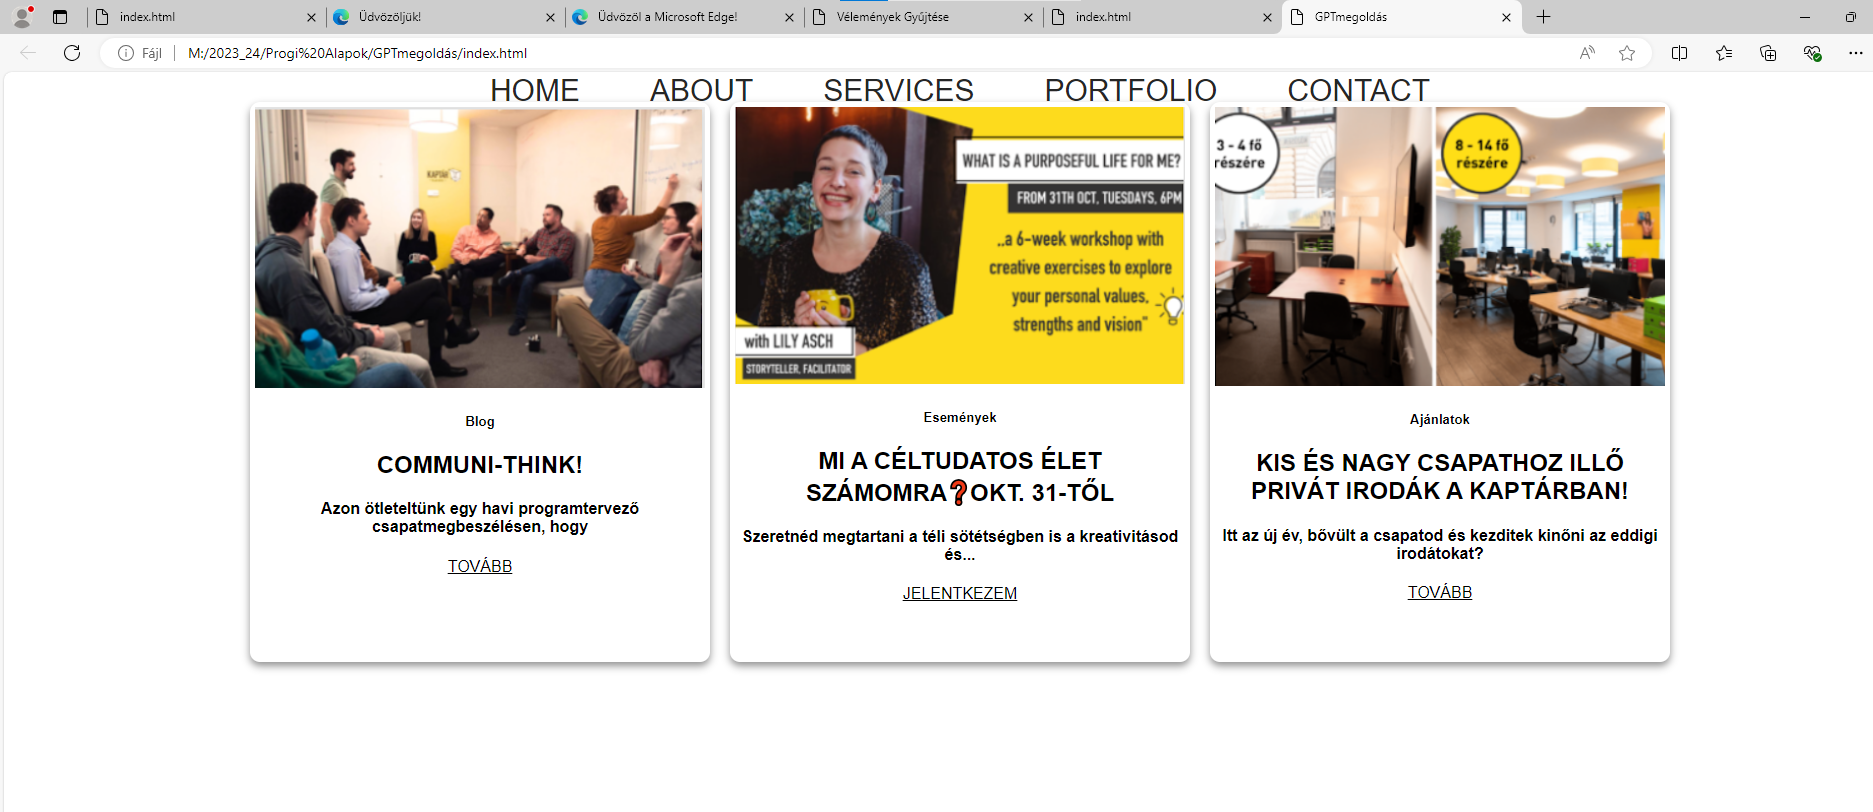 index.html
Üdvözöljük!
Üdvözöl a Microsoft Edge!
Vélemények Gyűjtése
index.html
GPTmegoldás
Fájl
M:/2023_24/Progi%20Alapok/GPTmegoldás/index.html
HOME
ABOUT
SERVICES
PORTFOLIO
CONTACT
KAPTÁR
Blog
COMMUNI-THINK!
Azon ötleteltünk egy havi programtervező
csapatmegbeszélésen, hogy
TOVÁBB
WHAT IS A PURPOSEFUL LIFE FOR ME?
FROM 31TH OCT, TUESDAYS, 6PM
..a 6-week workshop with
creative exercises to explore
your personal values,
strengths and vision"
with LILY ASCH
STORYTELLER, FACILITATOR
Események
MI A CÉLTUDATOS ÉLET
SZÁMOMRA❓OKT. 31-TŐL
Szeretnéd megtartani a téli sötétségben is a kreativitásod
és...
JELENTKEZEM
3 - 4 fő
részére
8 - 14 fő
részére
Ajánlatok
KIS ÉS NAGY CSAPATHOZ ILLŐ
PRIVÁT IRODÁK A KAPTÁRBAN!
Itt az új év, bővült a csapatod és kezditek kinőni az eddigi
irodátokat?
TOVÁBB